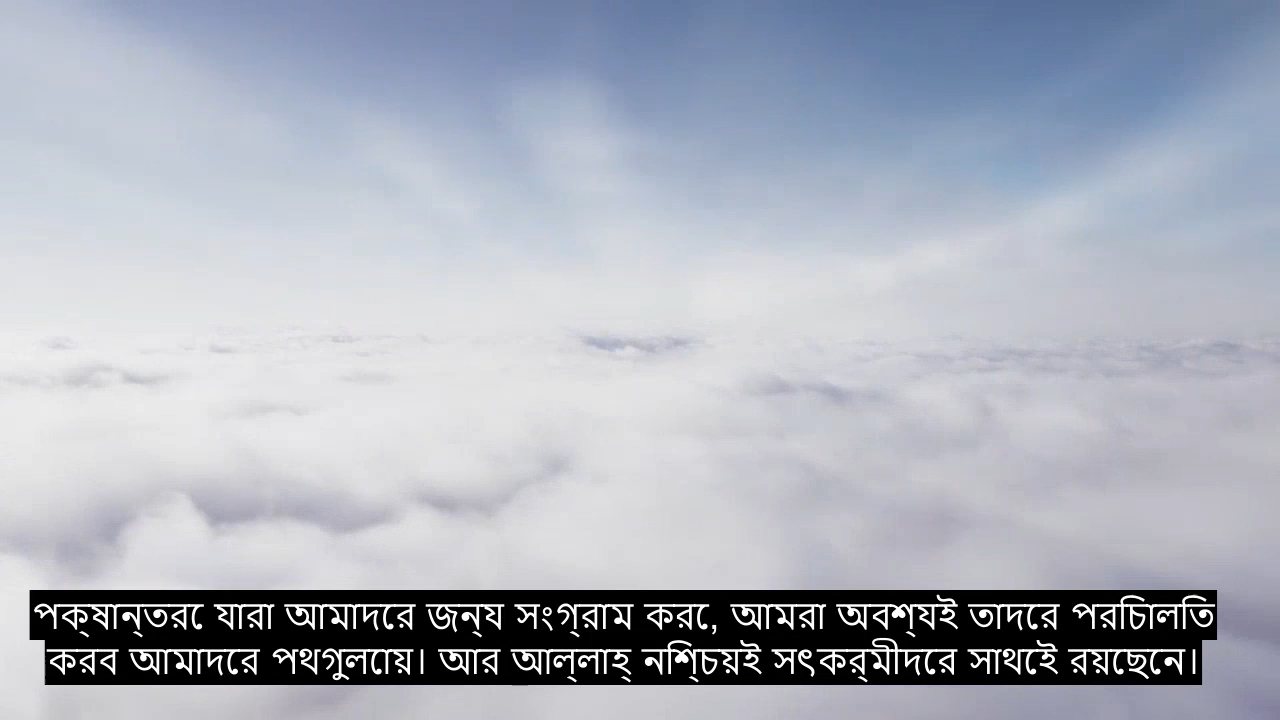 পক্ষান্তরে যারা আমাদের জন্য সংগ্রাম করে, আমরা অবশ্যই তাদের পরিচালিত
করব আমাদের পথগুলোয়। আর আল্লাহ্ নিশ্চয়ই সৎকর্মীদের সাথেই রয়েছেন।